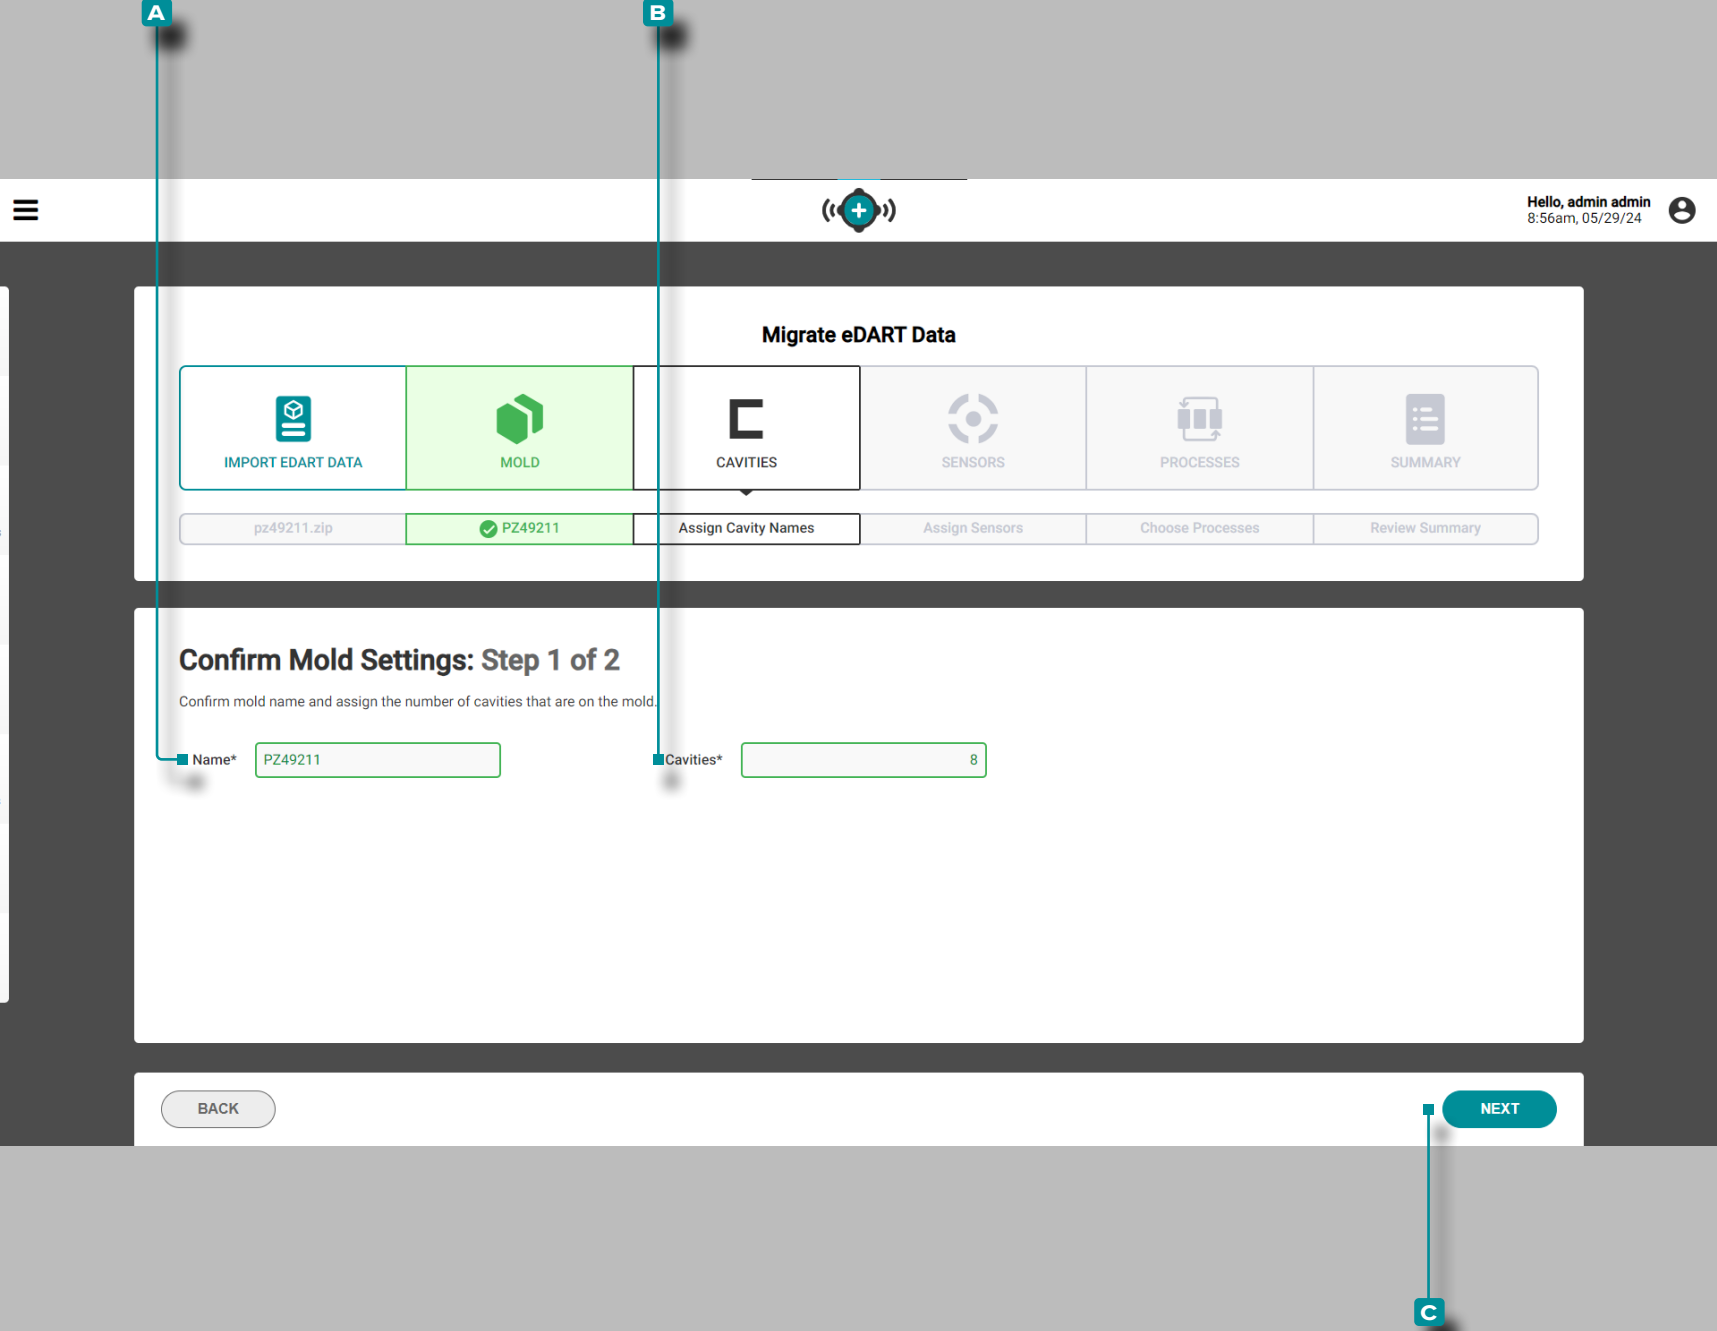 A
B
Hello, admin admin
8:56am, 05/29/24
Migrate eDART Data
IMPORT EDART DATA
MOLD
CAVITIES
SENSORS
PROCESSES
SUMMARY
pz49211.zip
PZ49211
Assign Cavity Names
Assign Sensors
Choose Processes
Review Summary
Confirm Mold Settings: Step 1 of 2
Confirm mold name and assign the number of cavities that are on the mold.
Name* PZ49211
Cavities* 8
BACK
NEXT
C